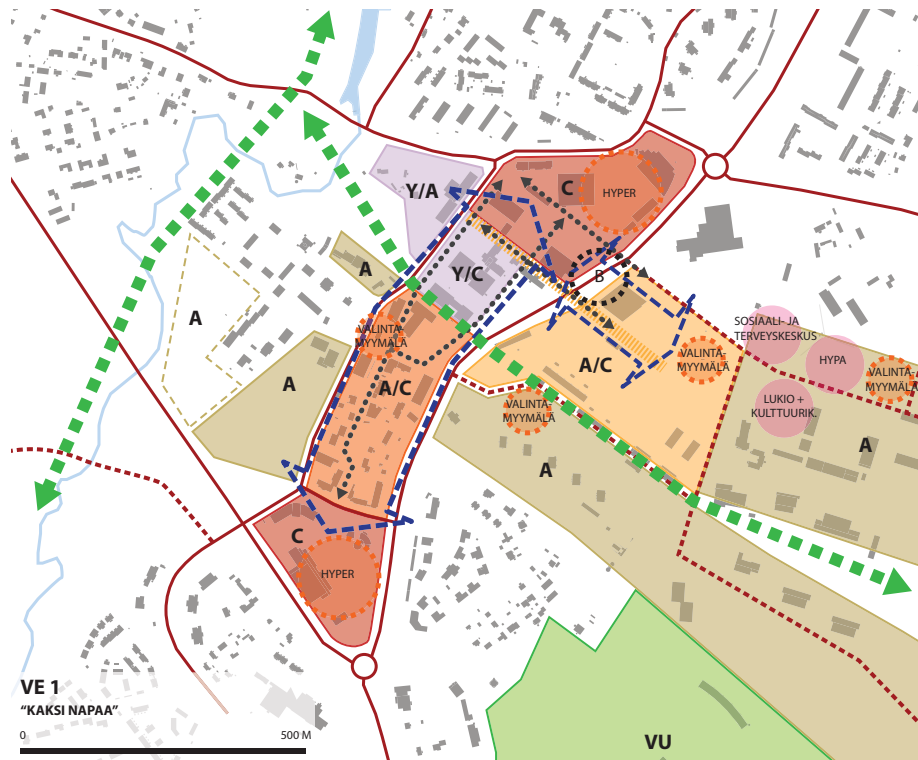 Y/A
C
HYPER
Y/C
B
A
A
VALINTA-
MYYMÄLÄ
SOSIAALI- JA
TERVEYSKESKUS
HYPA
VALINTA-
MYYMÄLÄ
VALINTA-
MYYMÄLÄ
A/C
A
A/C
LUKIO +
KULTTUURIK.
VALINTA-
MYYMÄLÄ
A
A
C
HYPER
VE 1
"KAKSI NAPAA"
0
500 M
VU